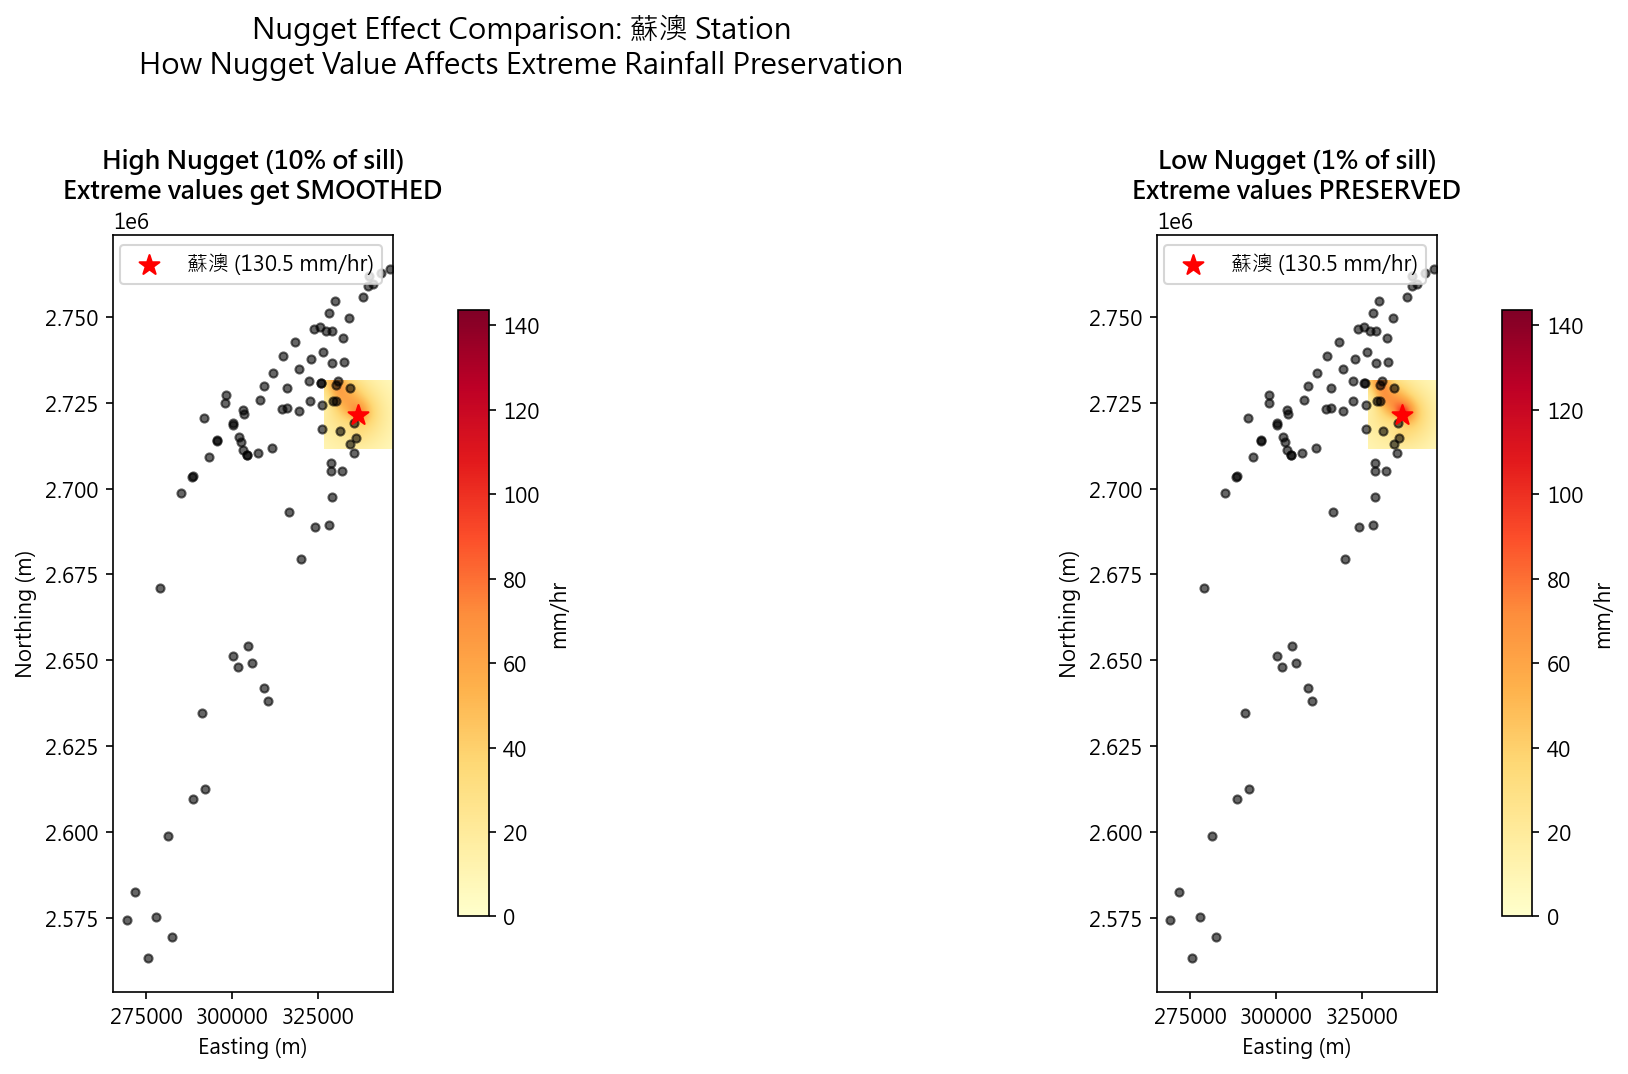 Nugget Effect Comparison: 蘇澳 Station
How Nugget Value Affects Extreme Rainfall Preservation
High Nugget (10% of sill)
Extreme values get SMOOTHED
1e6
蘇澳 (130.5 mm/hr)
2.750
2.725
2.700
2.675
2.650
2.625
2.600
2.575
Northing (m)
275000 300000 325000
Easting (m)
140
120
100
80
60
40
20
0
mm/hr
Low Nugget (1% of sill)
Extreme values PRESERVED
1e6
蘇澳 (130.5 mm/hr)
2.750
2.725
2.700
2.675
2.650
2.625
2.600
2.575
Northing (m)
275000 300000 325000
Easting (m)
140
120
100
80
60
40
20
0
mm/hr